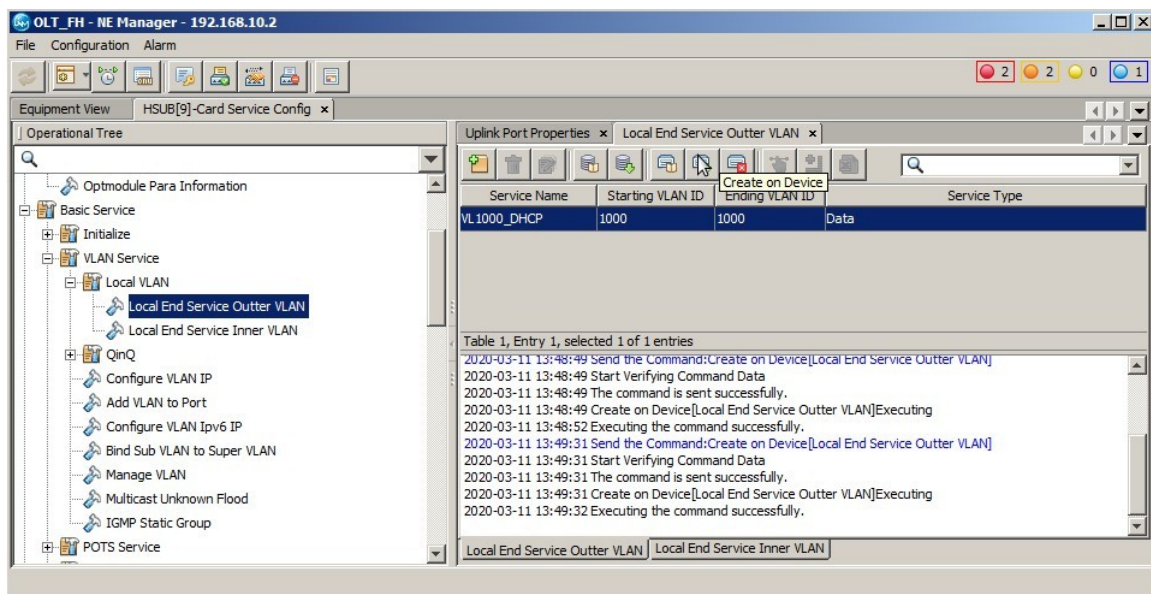 OLT_FH - NE Manager - 192.168.10.2
File Configuration Alarm
2 2 0 1
Equipment View HSUB[9]-Card Service Config
Operational Tree
Uplink Port Properties Local End Service Outter VLAN
Create on Device
Service Name Starting VLAN ID Ending VLAN ID Service Type
VL1000_DHCP 1000 1000 Data
Optmodule Para Information
Basic Service
Initialize
VLAN Service
Local VLAN
Local End Service Outter VLAN
Local End Service Inner VLAN
QinQ
Configure VLAN IP
Add VLAN to Port
Configure VLAN Ipv6 IP
Bind Sub VLAN to Super VLAN
Manage VLAN
Multicast Unknown Flood
IGMP Static Group
POTS Service
Table 1, Entry 1, selected 1 of 1 entries
2020-03-11 13:48:49 Send the Command:Create on Device[Local End Service Outter VLAN]
2020-03-11 13:48:49 Start Verifying Command Data
2020-03-11 13:48:49 The command is sent successfully.
2020-03-11 13:48:49 Create on Device[Local End Service Outter VLAN]Executing
2020-03-11 13:48:52 Executing the command successfully.
2020-03-11 13:49:31 Send the Command:Create on Device[Local End Service Outter VLAN]
2020-03-11 13:49:31 Start Verifying Command Data
2020-03-11 13:49:31 The command is sent successfully.
2020-03-11 13:49:31 Create on Device[Local End Service Outter VLAN]Executing
2020-03-11 13:49:32 Executing the command successfully.
Local End Service Outter VLAN Local End Service Inner VLAN